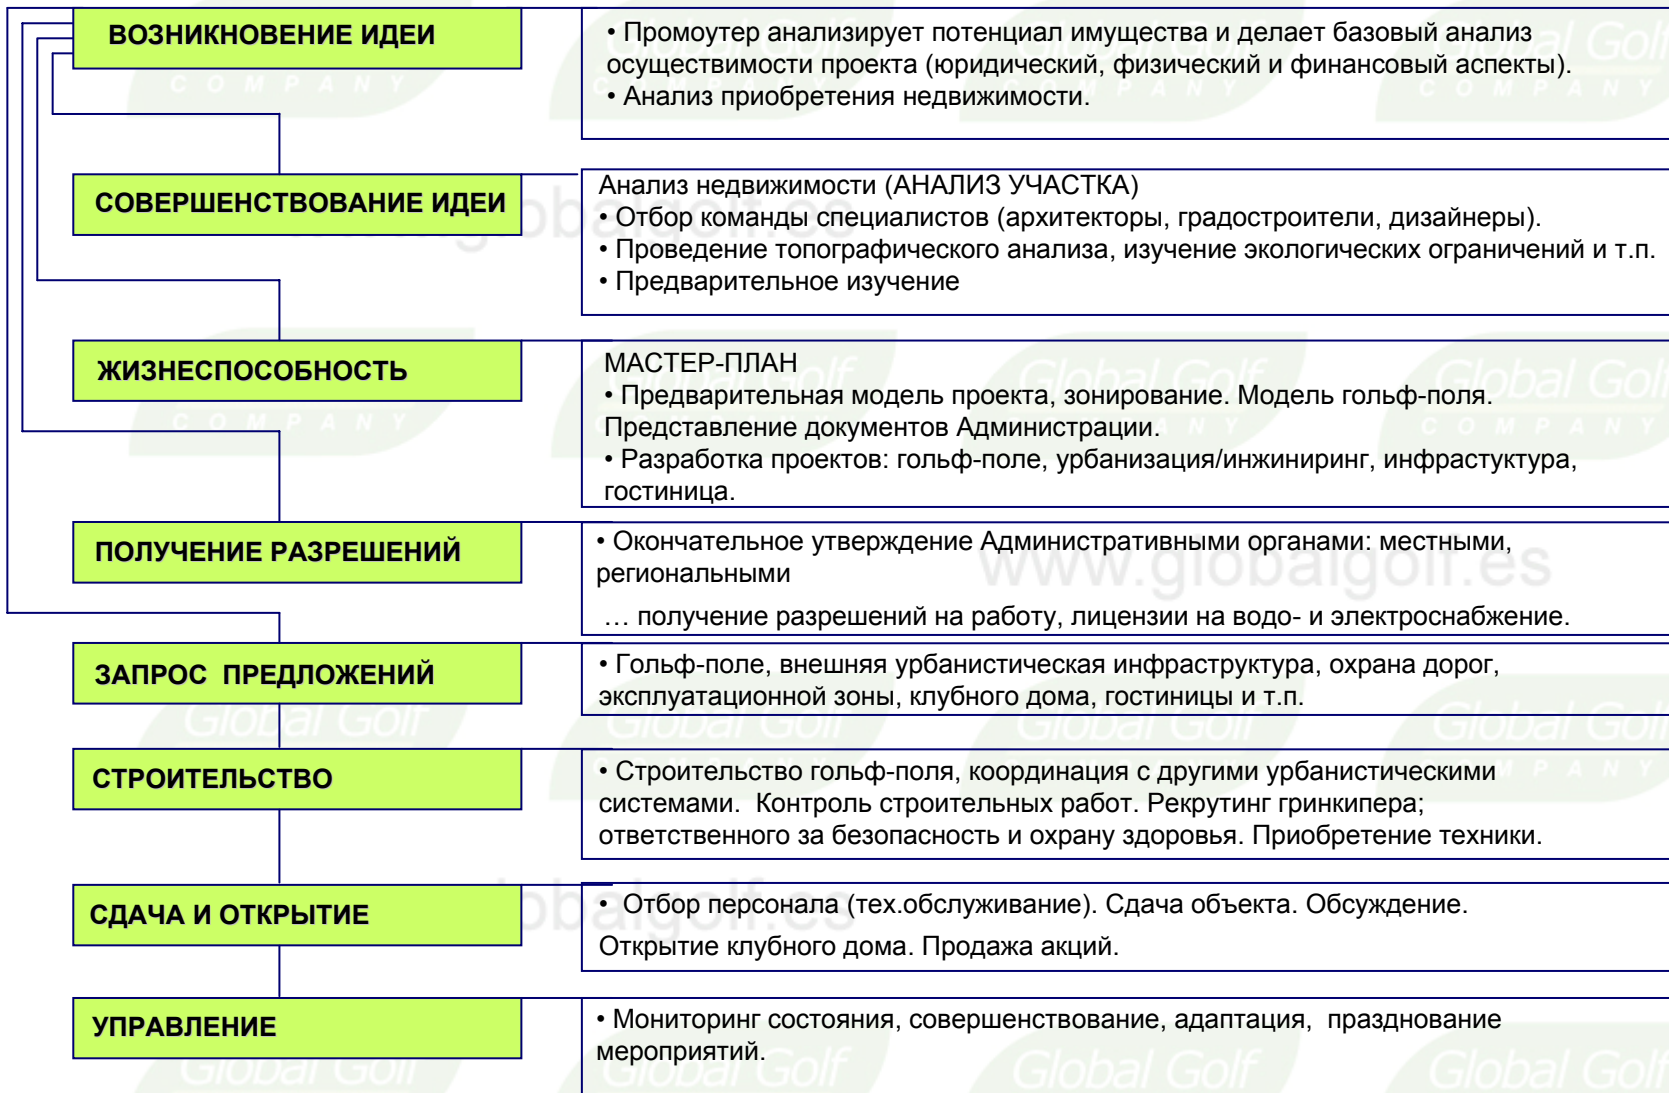 ВОЗНИКНОВЕНИЕ ИДЕИ
• Промоутер анализирует потенциал имущества и делает базовый анализ
осуществимости проекта (юридический, физический и финансовый аспекты).
• Анализ приобретения недвижимости.
СОВЕРШЕНСТВОВАНИЕ ИДЕИ
Анализ недвижимости (АНАЛИЗ УЧАСТКА)
• Отбор команды специалистов (архитекторы, градостроители, дизайнеры).
• Проведение топографического анализа, изучение экологических ограничений и т.п.
• Предварительное изучение
ЖИЗНЕСПОСОБНОСТЬ
МАСТЕР-ПЛАН
• Предварительная модель проекта, зонирование. Модель гольф-поля.
Представление документов Администрации.
• Разработка проектов: гольф-поле, урбанизация/инжиниринг, инфрастуктура,
гостиница.
ПОЛУЧЕНИЕ РАЗРЕШЕНИЙ
• Окончательное утверждение Административными органами: местными,
региональными
… получение разрешений на работу, лицензии на водо- и электроснабжение.
www.globalgolf.es
ЗАПРОС ПРЕДЛОЖЕНИЙ
• Гольф-поле, внешняя урбанистическая инфраструктура, охрана дорог,
эксплуатационной зоны, клубного дома, гостиницы и т.п.
СТРОИТЕЛЬСТВО
• Строительство гольф-поля, координация с другими урбанистическими
системами. Контроль строительных работ. Рекрутинг гринкипера;
ответственного за безопасность и охрану здоровья. Приобретение техники.
СДАЧА И ОТКРЫТИЕ
• Отбор персонала (тех.обслуживание). Сдача объекта. Обсуждение.
Открытие клубного дома. Продажа акций.
УПРАВЛЕНИЕ
• Мониторинг состояния, совершенствование, адаптация, празднование
мероприятий.
Global Golf
COMPANY